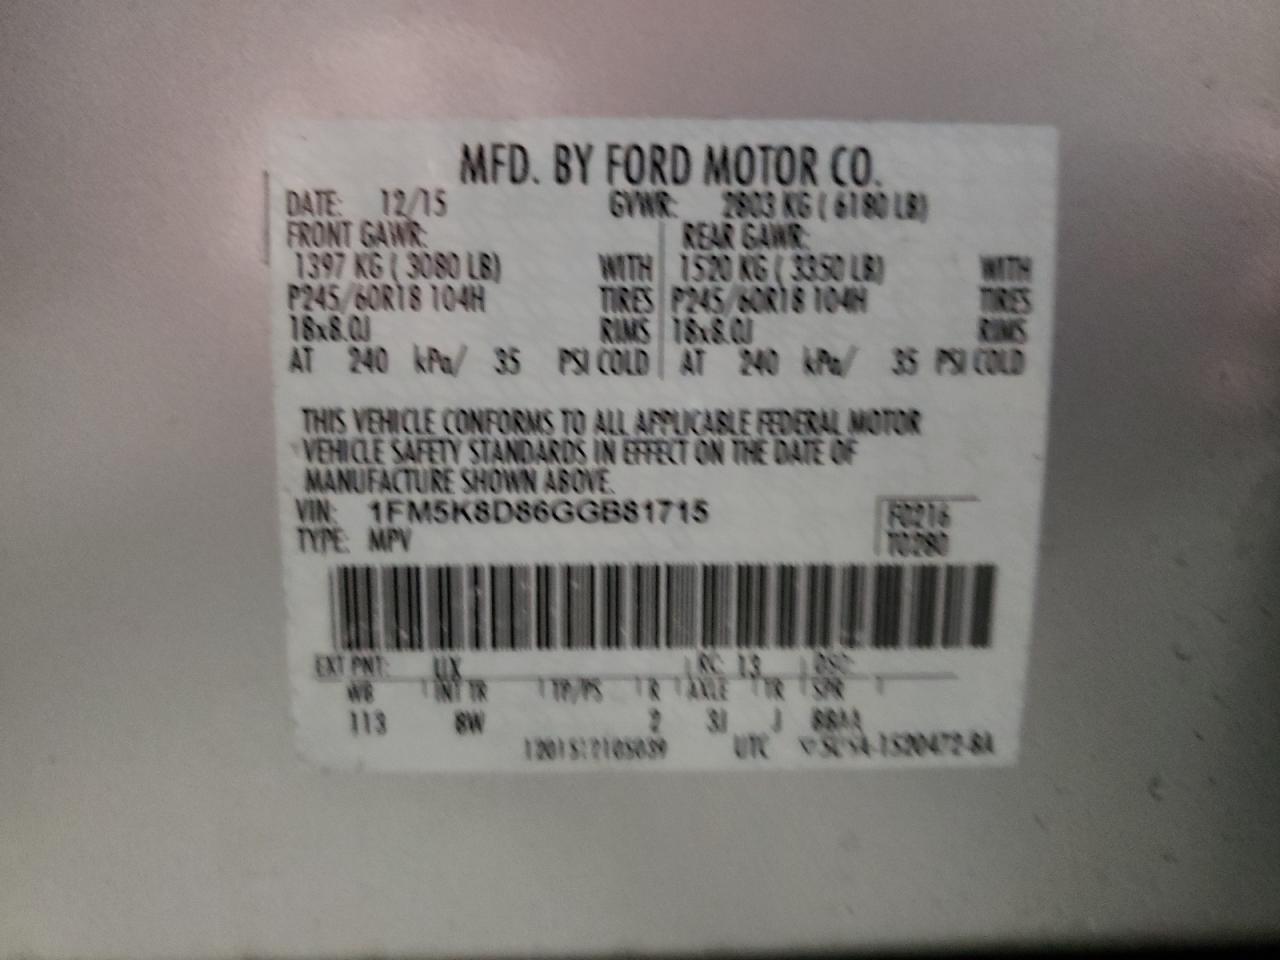 MFD. BY FORD MOTOR CO.
DATE: 12/15 GVWR: 2803 KG ( 6180 LB)
FRONT GAWR: REAR GAWR:
1397 KG ( 3080 LB) WITH 1520 KG ( 3350 LB) WITH
P245/60R18 104H TIRES P245/60R18 104H TIRES
18x8.0J RIMS 18x8.0J RIMS
AT 240 kPa/ 35 PSI COLD AT 240 kPa/ 35 PSI COLD
THIS VEHICLE CONFORMS TO ALL APPLICABLE FEDERAL MOTOR
VEHICLE SAFETY STANDARDS IN EFFECT ON THE DATE OF
MANUFACTURE SHOWN ABOVE.
VIN: 1FM5K8D86GGB81715 F0216
TYPE: MPV T0280
EXT PNT: UX RC: 13 DSO:
WB INT TR TP/PS R AXLE TR SPR
113 8W 2 3J J BBAA
UTC